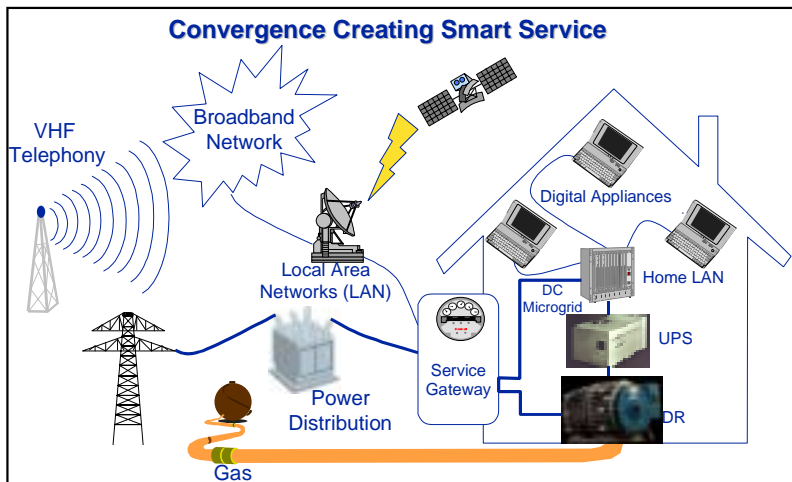 Convergence Creating Smart Service
VHF
Telephony
Broadband
Network
Digital Appliances
Local Area
Networks (LAN)
Home LAN
DC
Microgrid
UPS
Service
Gateway
Power
Distribution
DR
Gas